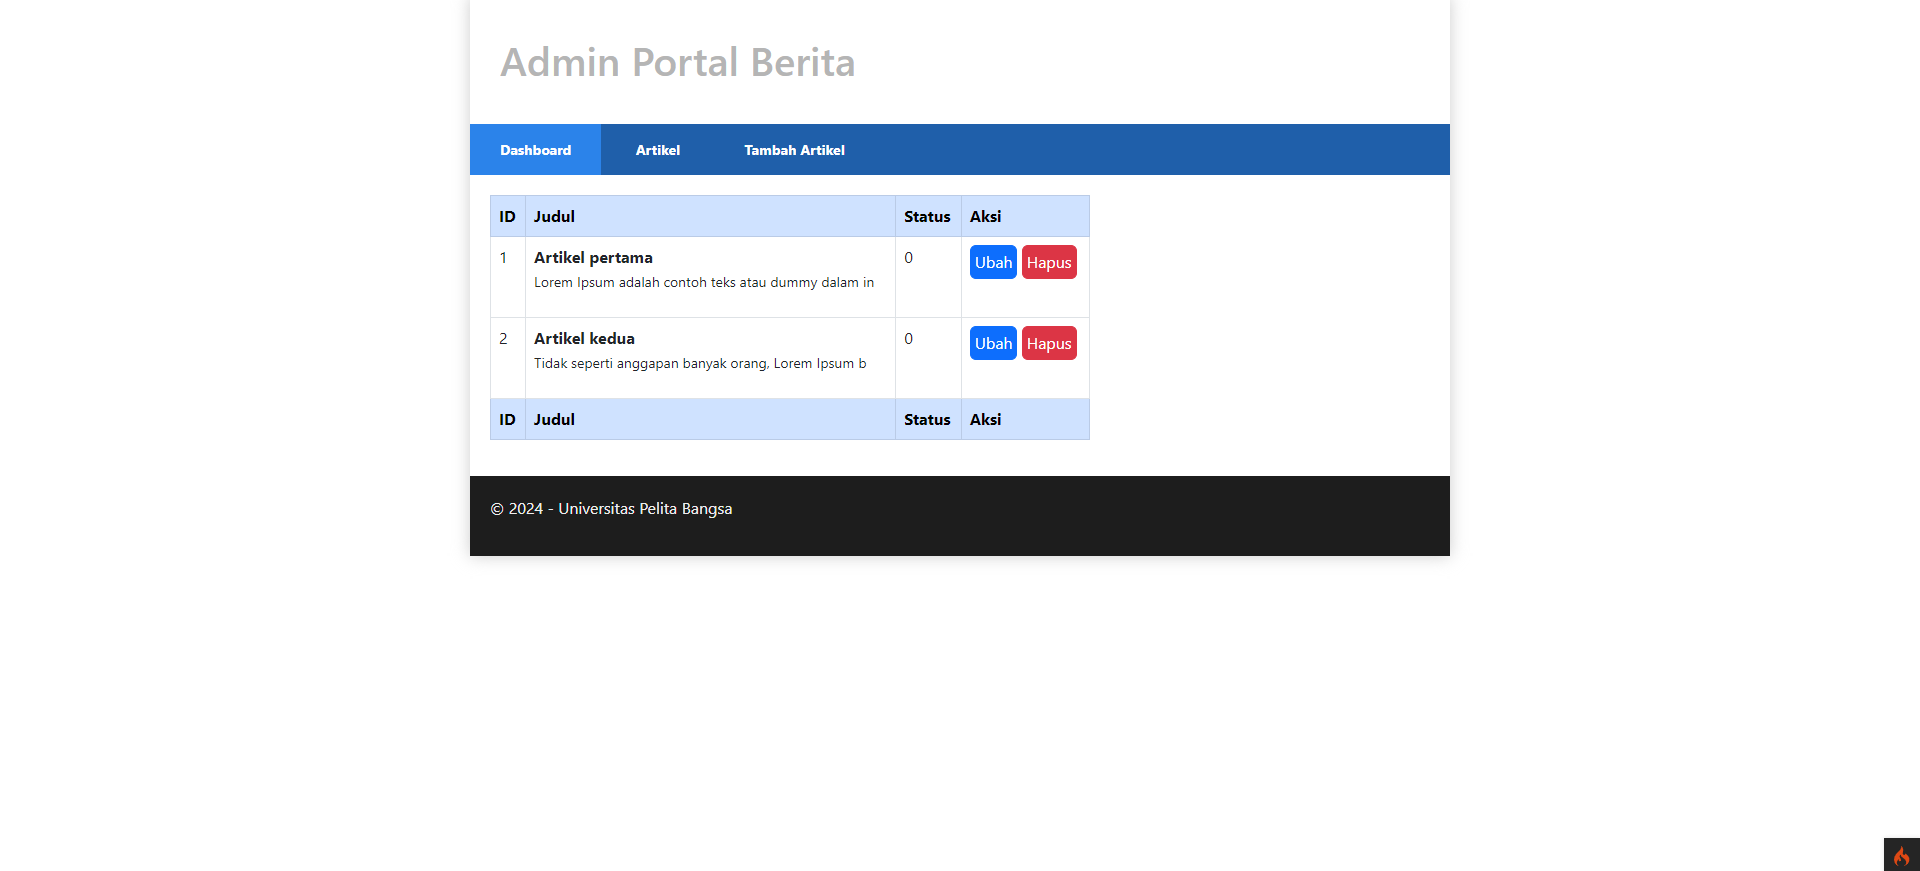 Admin Portal Berita
Dashboard Artikel Tambah Artikel
ID Judul Status Aksi
1 Artikel pertama 0 Ubah Hapus
Lorem Ipsum adalah contoh teks atau dummy dalam in
2 Artikel kedua 0 Ubah Hapus
Tidak seperti anggapan banyak orang, Lorem Ipsum b
ID Judul Status Aksi
© 2024 - Universitas Pelita Bangsa